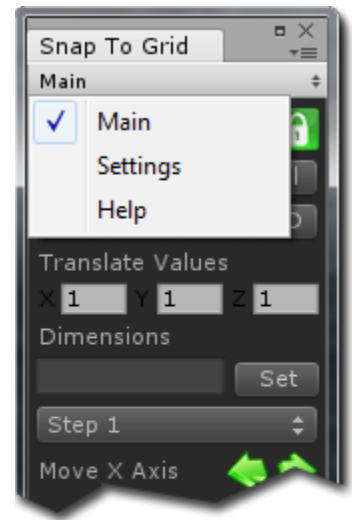 Snap To Grid
Main
Main
Settings
Help
Translate Values
X 1 Y 1 Z 1
Dimensions
Set
Step 1
Move X Axis